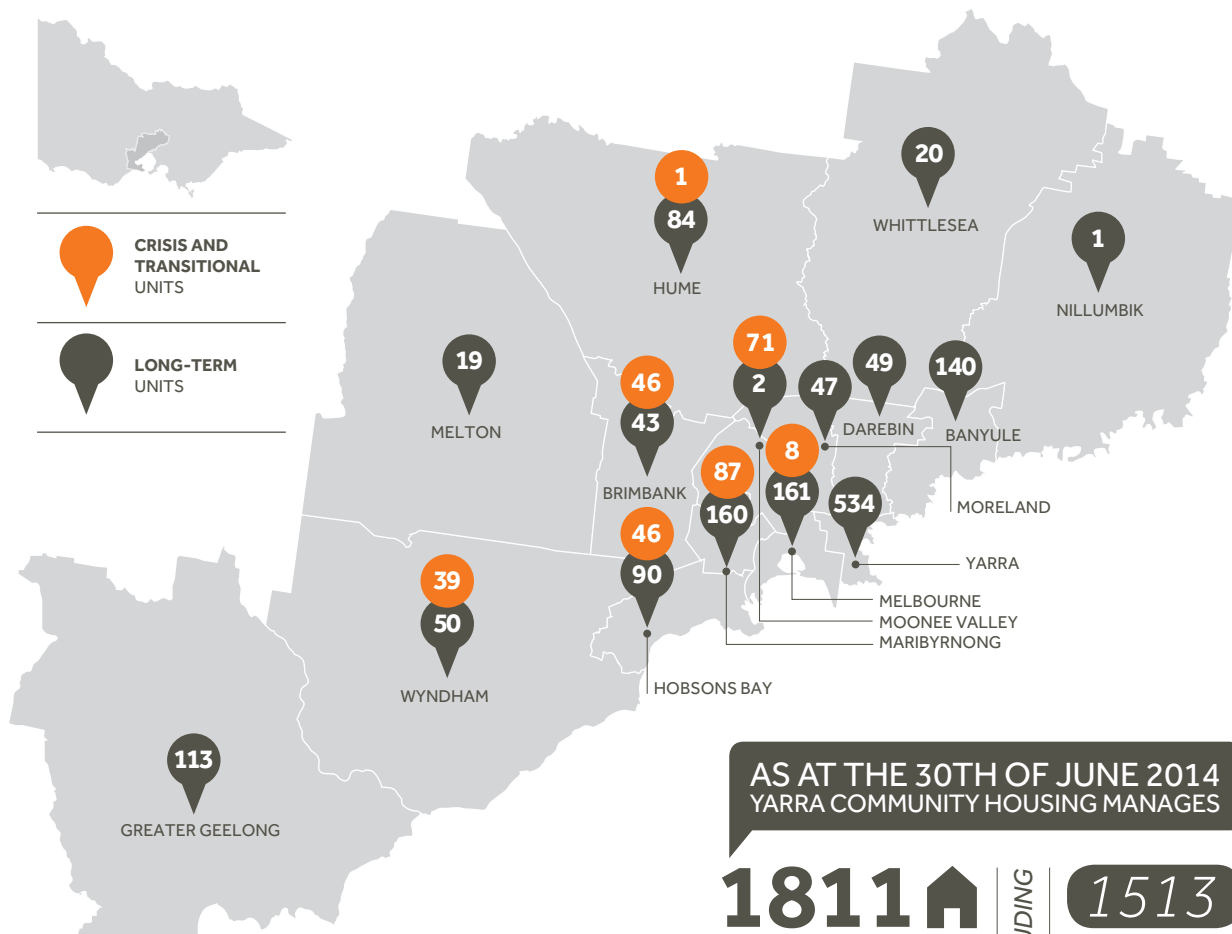 CRISIS AND
TRANSITIONAL
UNITS
LONG-TERM
UNITS
1
84
HUME
20
WHITTLESEA
1
NILLUMBIK
19
MELTON
46
43
BRIMBANK
71
2
47
49
DAREBIN
140
BANYULE
87
160
8
161
534
MORELAND
YARRA
MELBOURNE
MOONEE VALLEY
MARIBYRNONG
46
90
HOBSONS BAY
39
50
WYNDHAM
113
GREATER GEELONG
AS AT THE 30TH OF JUNE 2014
YARRA COMMUNITY HOUSING MANAGES
1811
1513